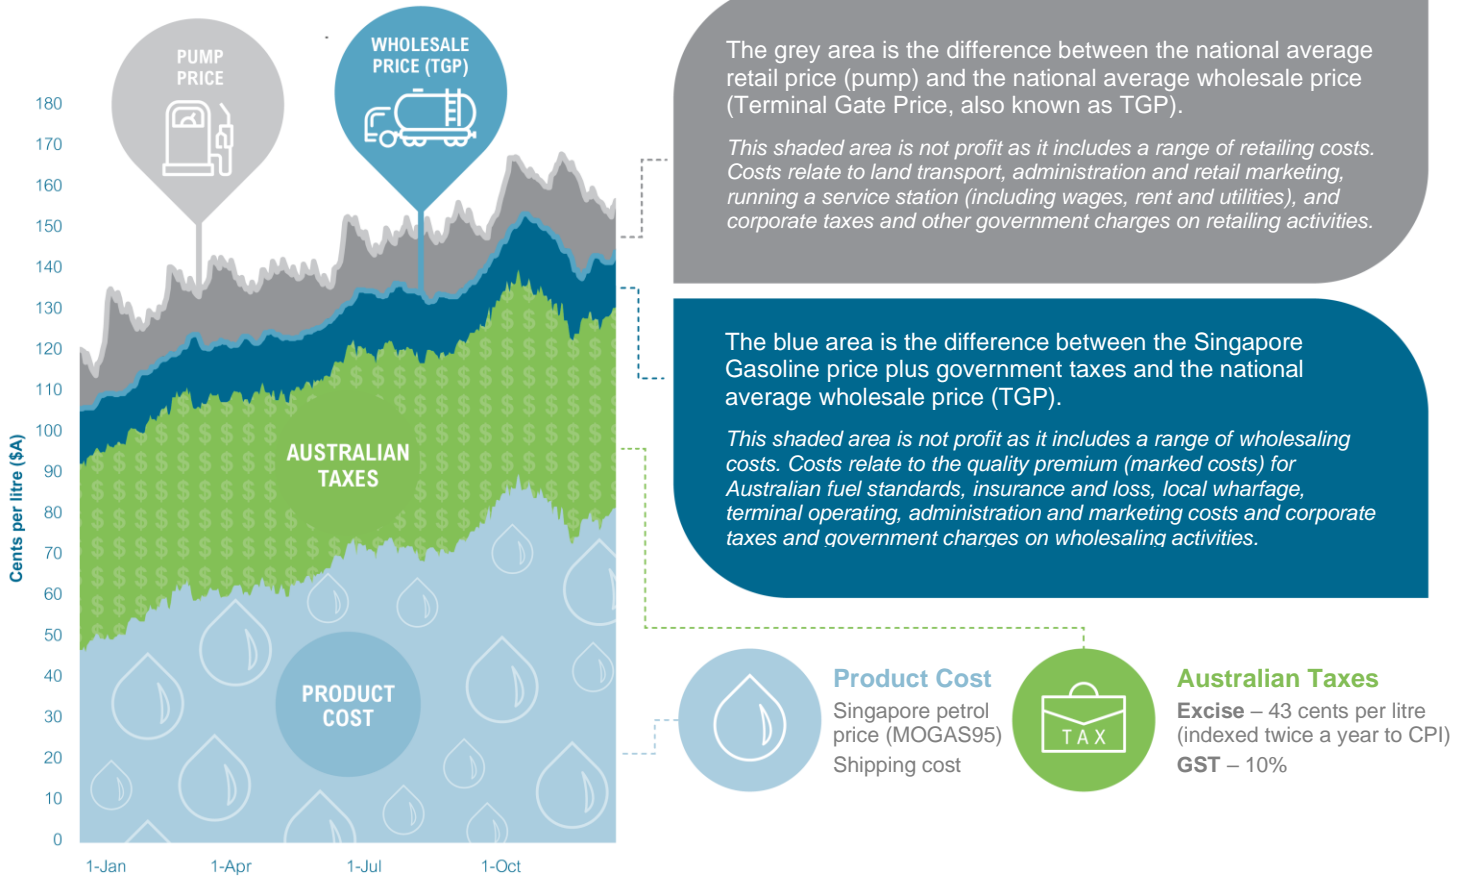 PUMP
PRICE
WHOLESALE
PRICE (TGP)
180
170
160
150
140
130
120
110
100
90
80
70
60
50
40
30
20
10
0
Cents per litre ($A)
1-Jan
1-Apr
1-Jul
1-Oct
AUSTRALIAN
TAXES
PRODUCT
COST
The grey area is the difference between the national average
retail price (pump) and the national average wholesale price
(Terminal Gate Price, also known as TGP).
This shaded area is not profit as it includes a range of retailing costs.
Costs relate to land transport, administration and retail marketing,
running a service station (including wages, rent and utilities), and
corporate taxes and other government charges on retailing activities.
The blue area is the difference between the Singapore
Gasoline price plus government taxes and the national
average wholesale price (TGP).
This shaded area is not profit as it includes a range of wholesaling
costs. Costs relate to the quality premium (marked costs) for
Australian fuel standards, insurance and loss, local wharfage,
terminal operating, administration and marketing costs and corporate
taxes and government charges on wholesaling activities.
Product Cost
Singapore petrol
price (MOGAS95)
Shipping cost
TAX
Australian Taxes
Excise – 43 cents per litre
(indexed twice a year to CPI)
GST – 10%